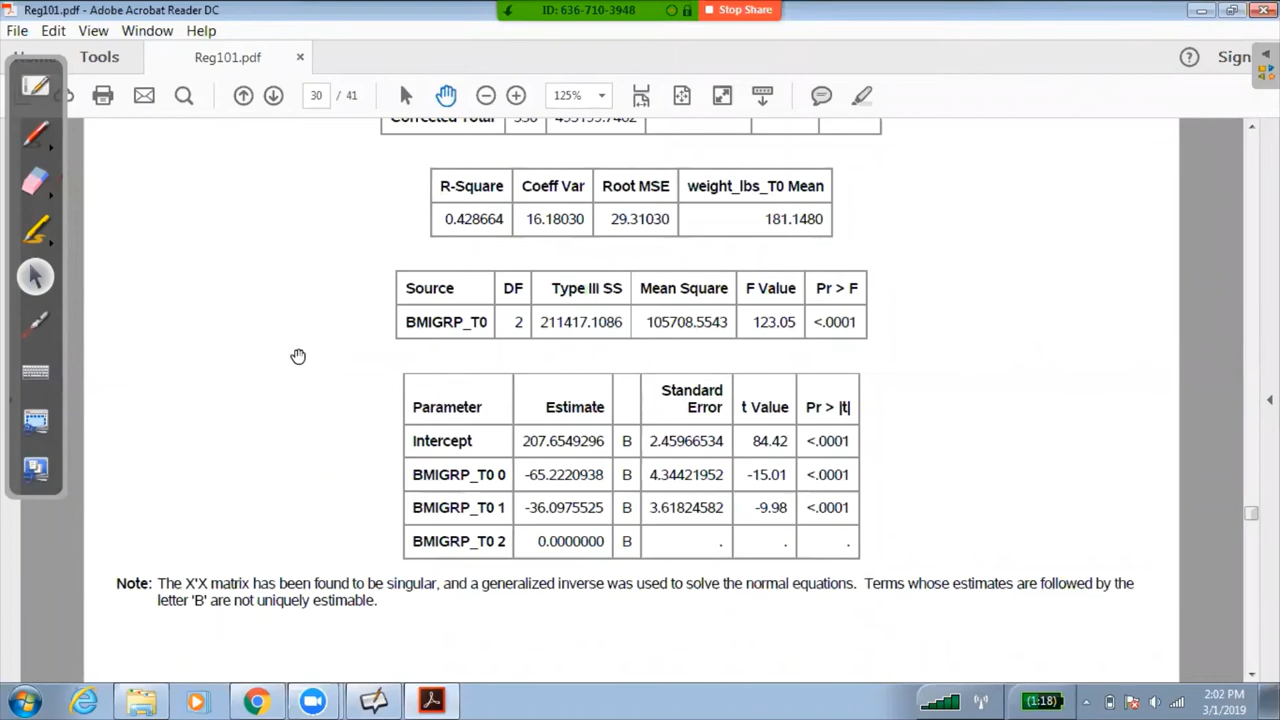 Reg101.pdf - Adobe Acrobat Reader DC
ID: 636-710-3948
Stop Share
File Edit View Window Help
Tools
Reg101.pdf
Sign
30 / 41
125%
Corrected Total
R-Square Coeff Var Root MSE weight_lbs_T0 Mean
0.428664 16.18030 29.31030 181.1480
Source DF Type III SS Mean Square F Value Pr > F
BMIGRP_T0 2 211417.1086 105708.5543 123.05 <.0001
Parameter Estimate Standard Error t Value Pr > |t|
Intercept 207.6549296 B 2.45966534 84.42 <.0001
BMIGRP_T0 0 -65.2220938 B 4.34421952 -15.01 <.0001
BMIGRP_T0 1 -36.0975525 B 3.61824582 -9.98 <.0001
BMIGRP_T0 2 0.0000000 B . . .
Note: The X'X matrix has been found to be singular, and a generalized inverse was used to solve the normal equations. Terms whose estimates are followed by the
letter 'B' are not uniquely estimable.
(1:18)
2:02 PM
3/1/2019